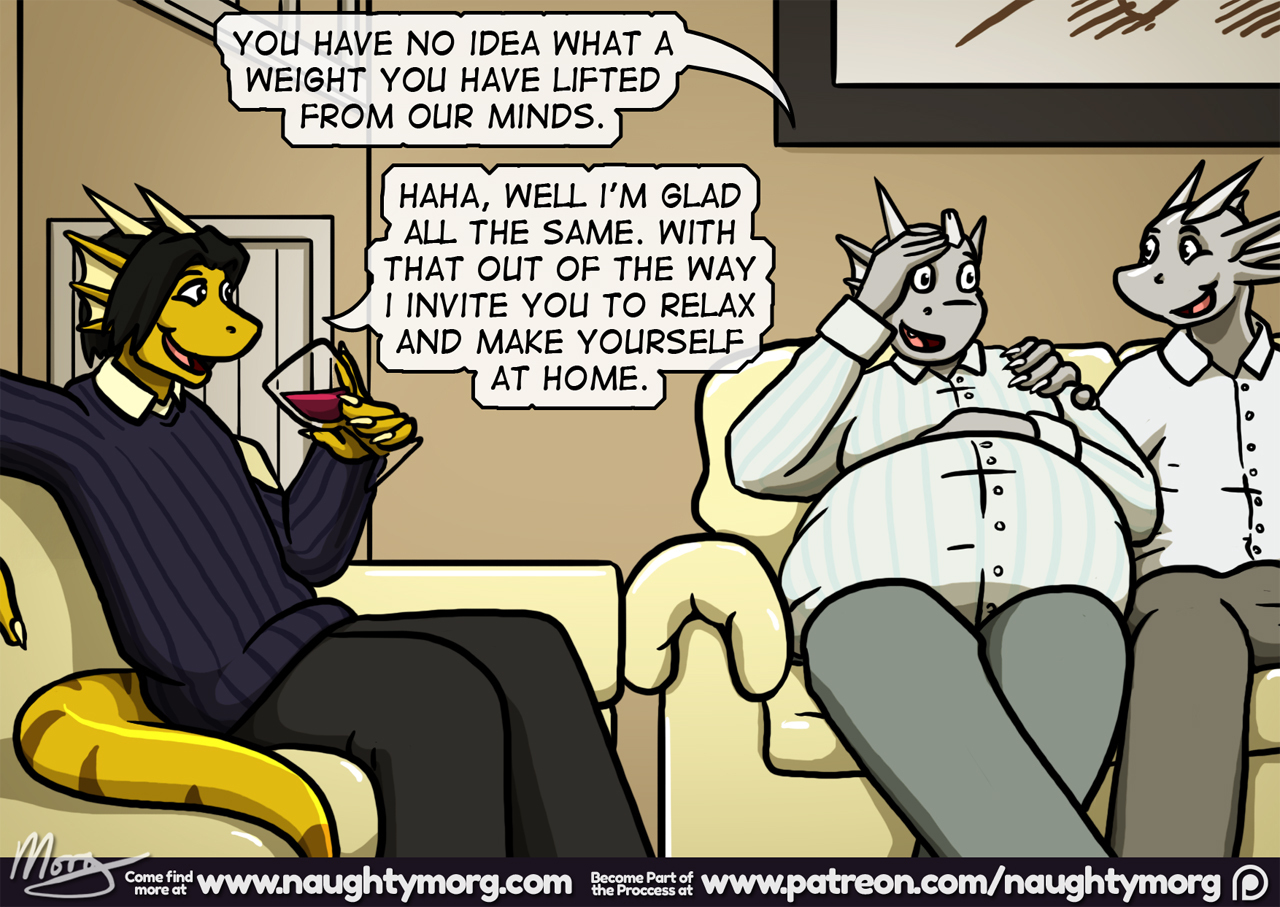 YOU HAVE NO IDEA WHAT A
WEIGHT YOU HAVE LIFTED
FROM OUR MINDS.
HAHA, WELL I'M GLAD
ALL THE SAME. WITH
THAT OUT OF THE WAY
I INVITE YOU TO RELAX
AND MAKE YOURSELF
AT HOME.
Morg
Come find
more at
www.naughtymorg.com
Become Part of
the Proccess at
www.patreon.com/naughtymorg